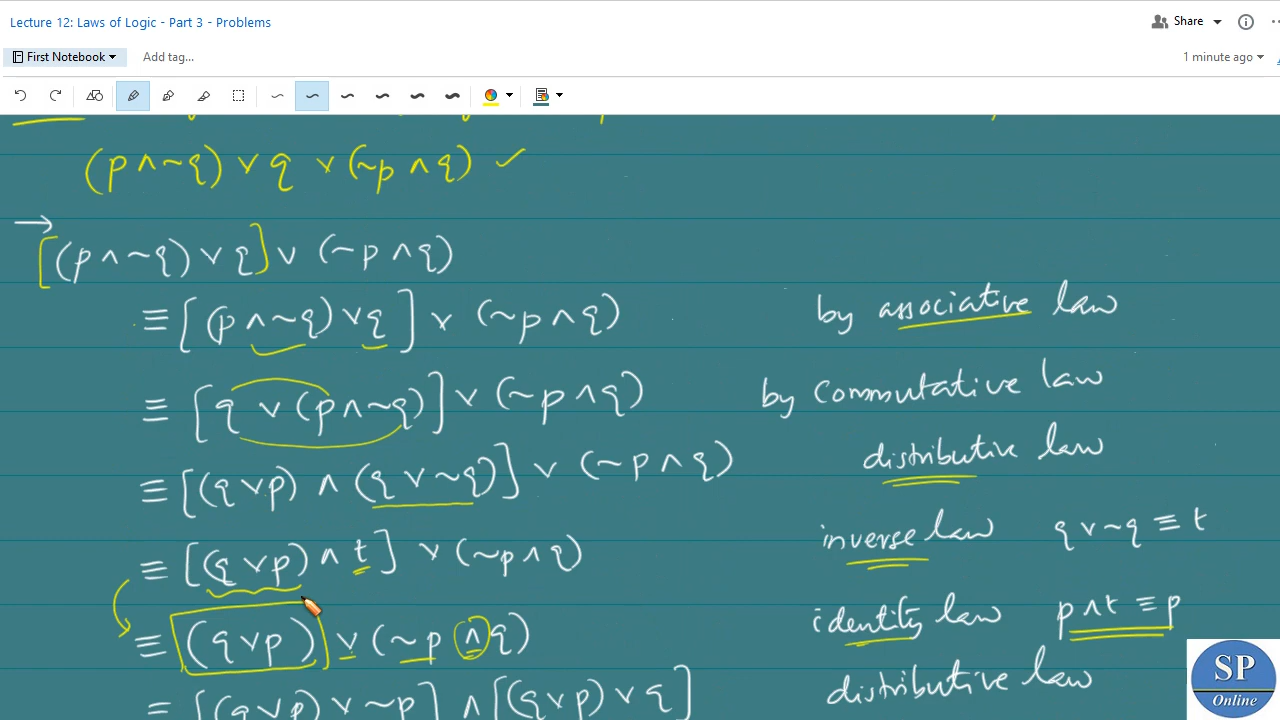 Lecture 12: Laws of Logic - Part 3 - Problems
Share
First Notebook Add tag... 1 minute ago
(p ∧ ~q) ∨ q ∨ (~p ∧ q) ✓
→
[(p ∧ ~q) ∨ q] ∨ (~p ∧ q)
≡ [(p ∧ ~q) ∨ q] ∨ (~p ∧ q) by associative law
≡ [q ∨ (p ∧ ~q)] ∨ (~p ∧ q) by Commutative law
≡ [(q ∨ p) ∧ (q ∨ ~q)] ∨ (~p ∧ q) distributive law
≡ [(q ∨ p) ∧ t] ∨ (~p ∧ q) inverse law q ∨ ~q ≡ t
≡ (q ∨ p) ∨ (~p ∧ q) identity law p ∧ t ≡ p
≡ [(q ∨ p) ∨ ~p] ∧ [(q ∨ p) ∨ q] distributive law
SP
Online